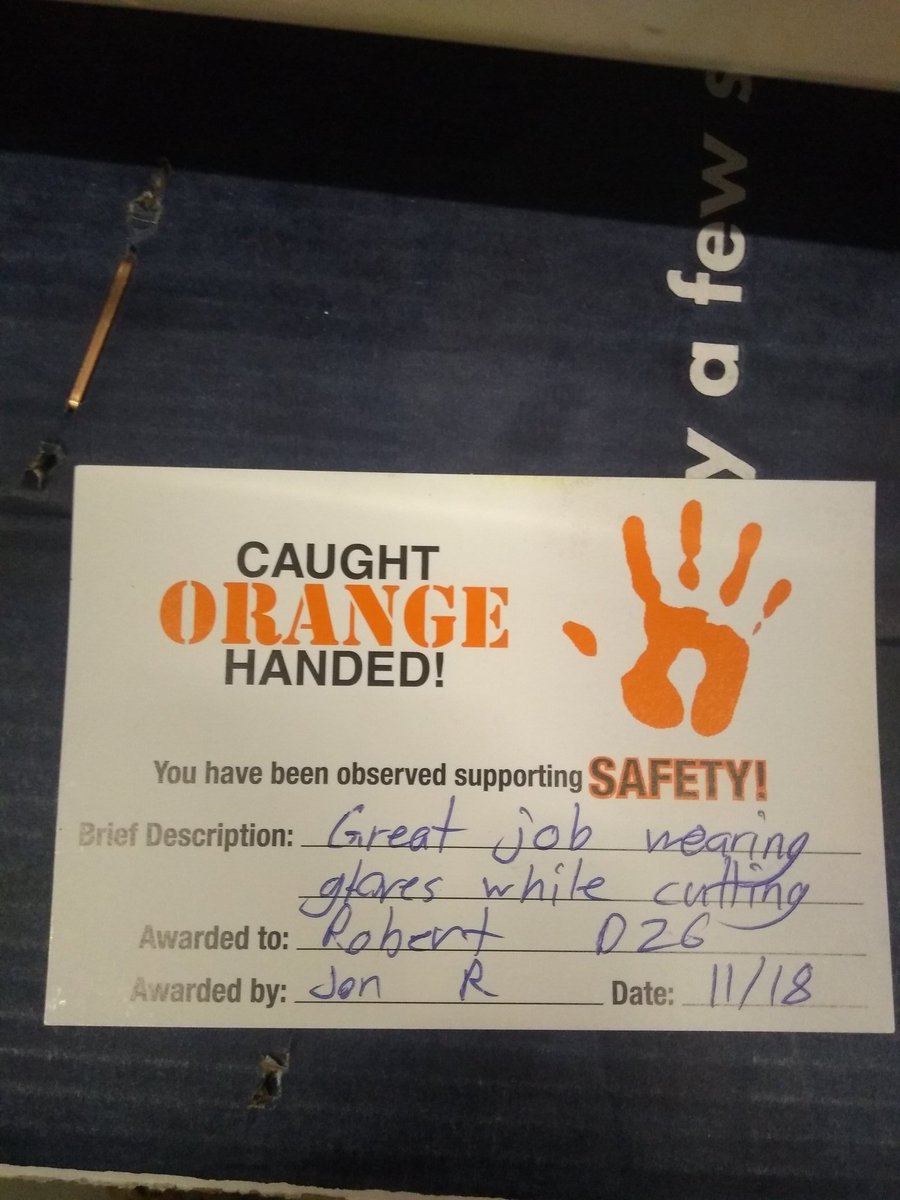 y a few s
CAUGHT
ORANGE
HANDED!
You have been observed supporting SAFETY!
Brief Description: Great job wearing
gloves while cutting
Awarded to: Robert D26
Awarded by: Jon R Date: 11/18